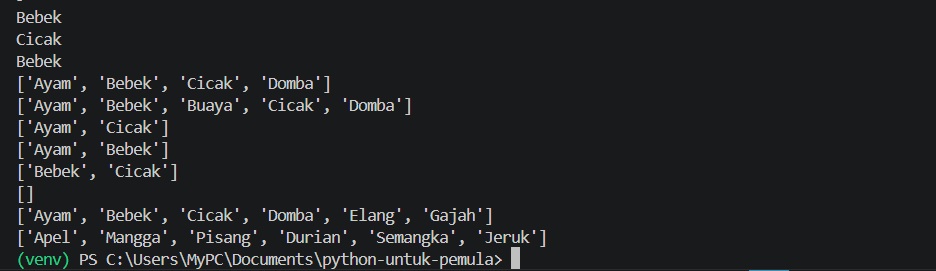 Bebek
Cicak
Bebek
['Ayam', 'Bebek', 'Cicak', 'Domba']
['Ayam', 'Bebek', 'Buaya', 'Cicak', 'Domba']
['Ayam', 'Cicak']
['Ayam', 'Bebek']
['Bebek', 'Cicak']
[]
['Ayam', 'Bebek', 'Cicak', 'Domba', 'Elang', 'Gajah']
['Apel', 'Mangga', 'Pisang', 'Durian', 'Semangka', 'Jeruk']
(venv) PS C:\Users\MyPC\Documents\python-untuk-pemula>